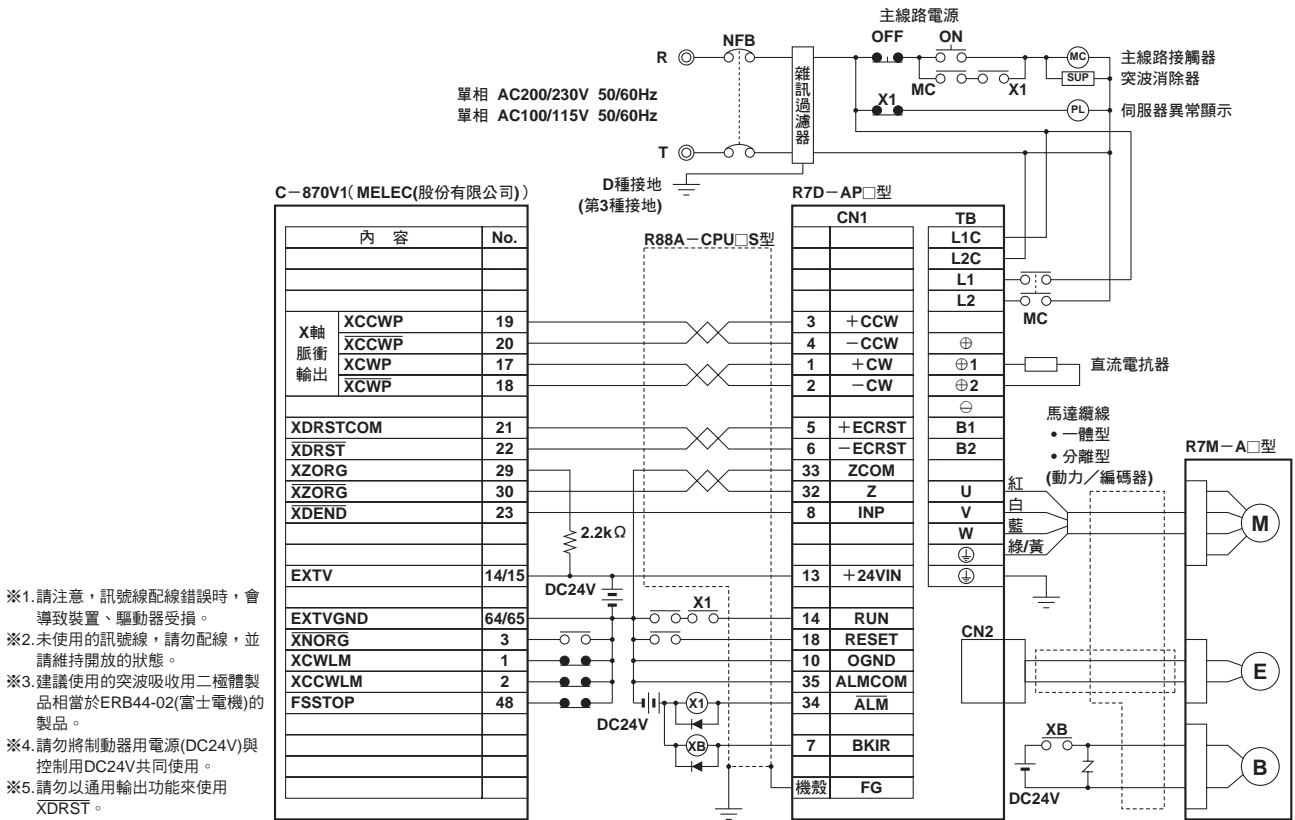 主線路電源
OFF ON
NFB
R
MC 主線路接觸器
SUP 突波消除器
MC X1
X1
PL 伺服器異常顯示
雜訊過濾器
單相 AC200/230V 50/60Hz
單相 AC100/115V 50/60Hz
T
D種接地
(第3種接地)
C－870V1(MELEC(股份有限公司))
內 容 No.
X軸脈衝輸出
XCCWP 19
XCCWP 20
XCWP 17
XCWP 18
XDRSTCOM 21
XDRST 22
XZORG 29
XZORG 30
XDEND 23
EXTV 14/15
EXTVGND 64/65
XNORG 3
XCWLM 1
XCCWLM 2
FSSTOP 48
R88A－CPU□S型
2.2kΩ
DC24V
X1
DC24V
X1
XB
R7D－AP□型
CN1 TB
L1C
L2C
L1
L2
MC
3 ＋CCW
4 －CCW ⊕
1 ＋CW ⊕1
2 －CW ⊕2
直流電抗器
⊖
5 ＋ECRST B1
6 －ECRST B2
33 ZCOM
32 Z U
8 INP V
W
13 ＋24VIN
14 RUN
18 RESET
10 OGND
35 ALMCOM
34 ALM
7 BKIR
機殼 FG
CN2
馬達纜線
• 一體型
• 分離型
(動力／編碼器)
紅
白
藍
綠/黃
R7M－A□型
M
E
XB
B
DC24V
※1.請注意，訊號線配線錯誤時，會
導致裝置、驅動器受損。
※2.未使用的訊號線，請勿配線，並
請維持開放的狀態。
※3.建議使用的突波吸收用二極體製
品相當於ERB44-02(富士電機)的
製品。
※4.請勿將制動器用電源(DC24V)與
控制用DC24V共同使用。
※5.請勿以通用輸出功能來使用
XDRST。